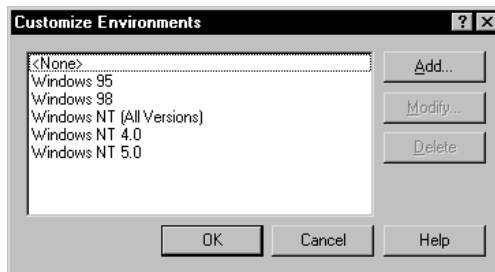 Customize Environments
<None>
Windows 95
Windows 98
Windows NT (All Versions)
Windows NT 4.0
Windows NT 5.0
Add...
Modify...
Delete
OK Cancel Help